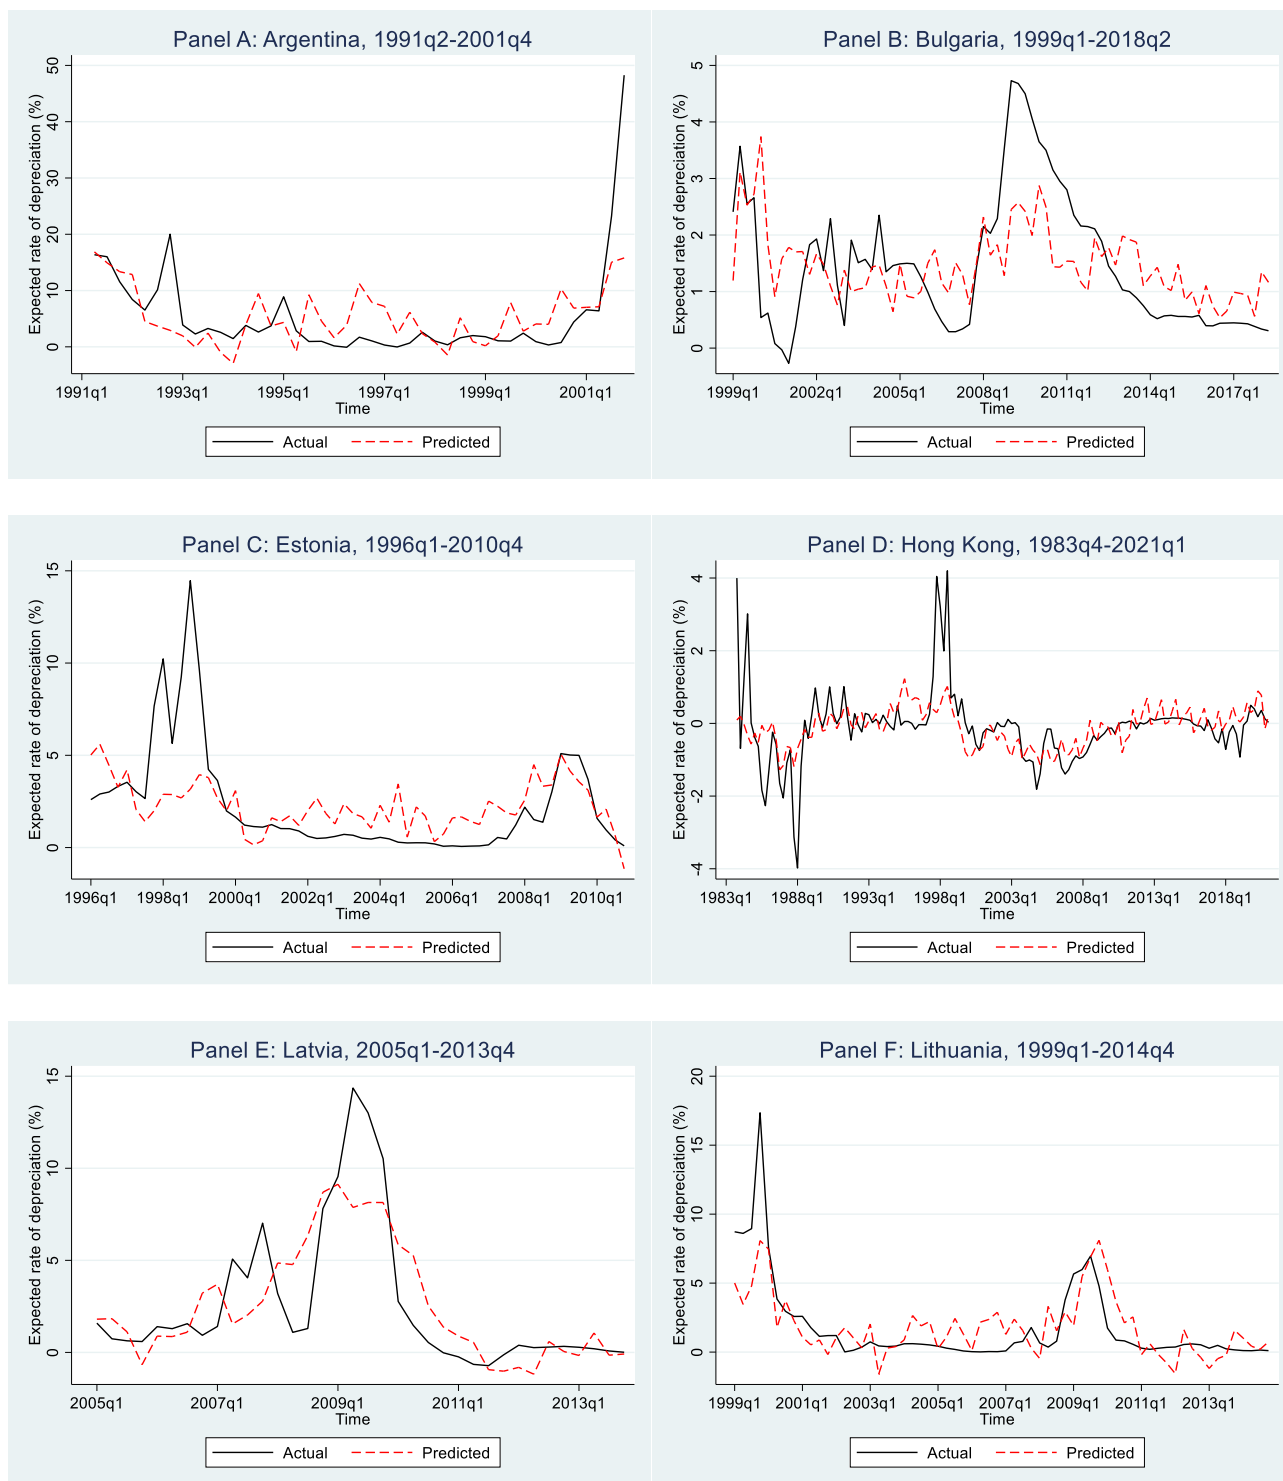 Panel A: Argentina, 1991q2-2001q4
Expected rate of depreciation (%)
50
40
30
20
10
0
1991q1 1993q1 1995q1 1997q1 1999q1 2001q1
Time
Actual Predicted
Panel B: Bulgaria, 1999q1-2018q2
Expected rate of depreciation (%)
5
4
3
2
1
0
1999q1 2002q1 2005q1 2008q1 2011q1 2014q1 2017q1
Time
Actual Predicted
Panel C: Estonia, 1996q1-2010q4
Expected rate of depreciation (%)
15
10
5
0
1996q1 1998q1 2000q1 2002q1 2004q1 2006q1 2008q1 2010q1
Time
Actual Predicted
Panel D: Hong Kong, 1983q4-2021q1
Expected rate of depreciation (%)
4
2
0
-2
-4
1983q1 1988q1 1993q1 1998q1 2003q1 2008q1 2013q1 2018q1
Time
Actual Predicted
Panel E: Latvia, 2005q1-2013q4
Expected rate of depreciation (%)
15
10
5
0
2005q1 2007q1 2009q1 2011q1 2013q1
Time
Actual Predicted
Panel F: Lithuania, 1999q1-2014q4
Expected rate of depreciation (%)
20
15
10
5
0
1999q1 2001q1 2003q1 2005q1 2007q1 2009q1 2011q1 2013q1
Time
Actual Predicted